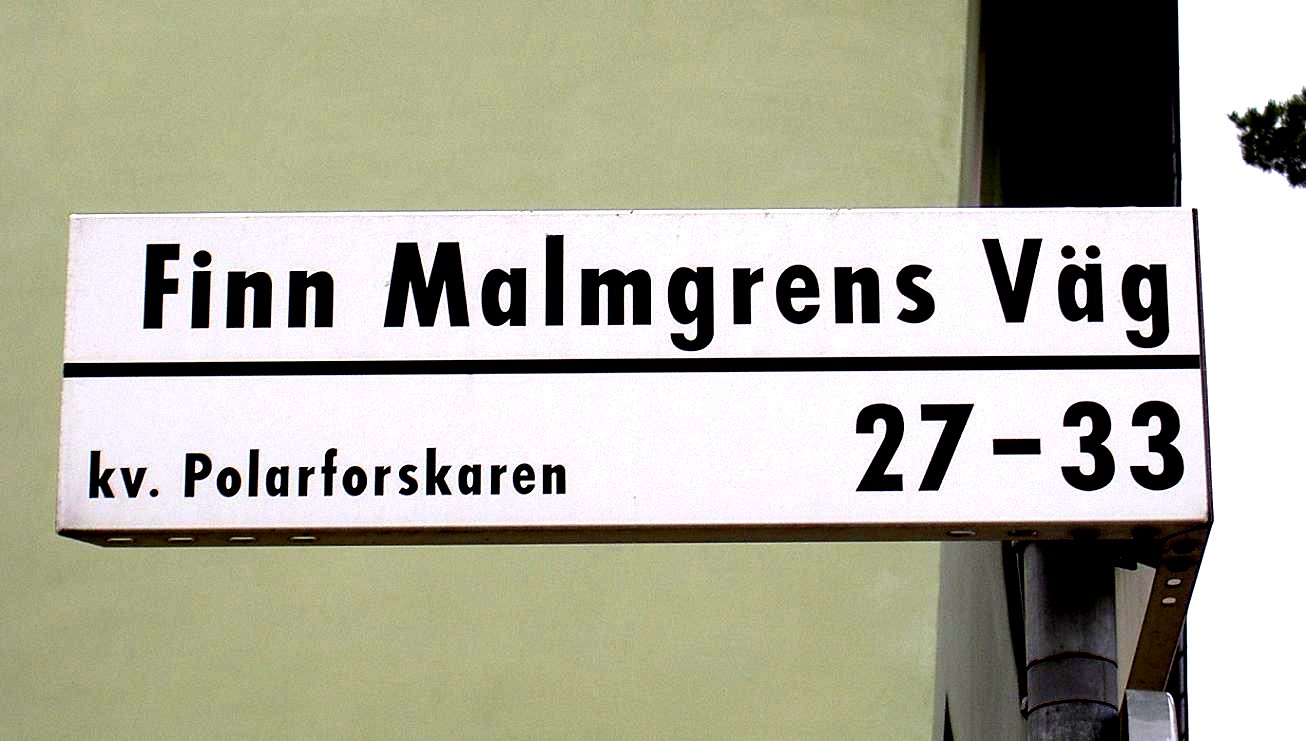 Finn Malmgrens Väg
27-33
kv. Polarforskaren